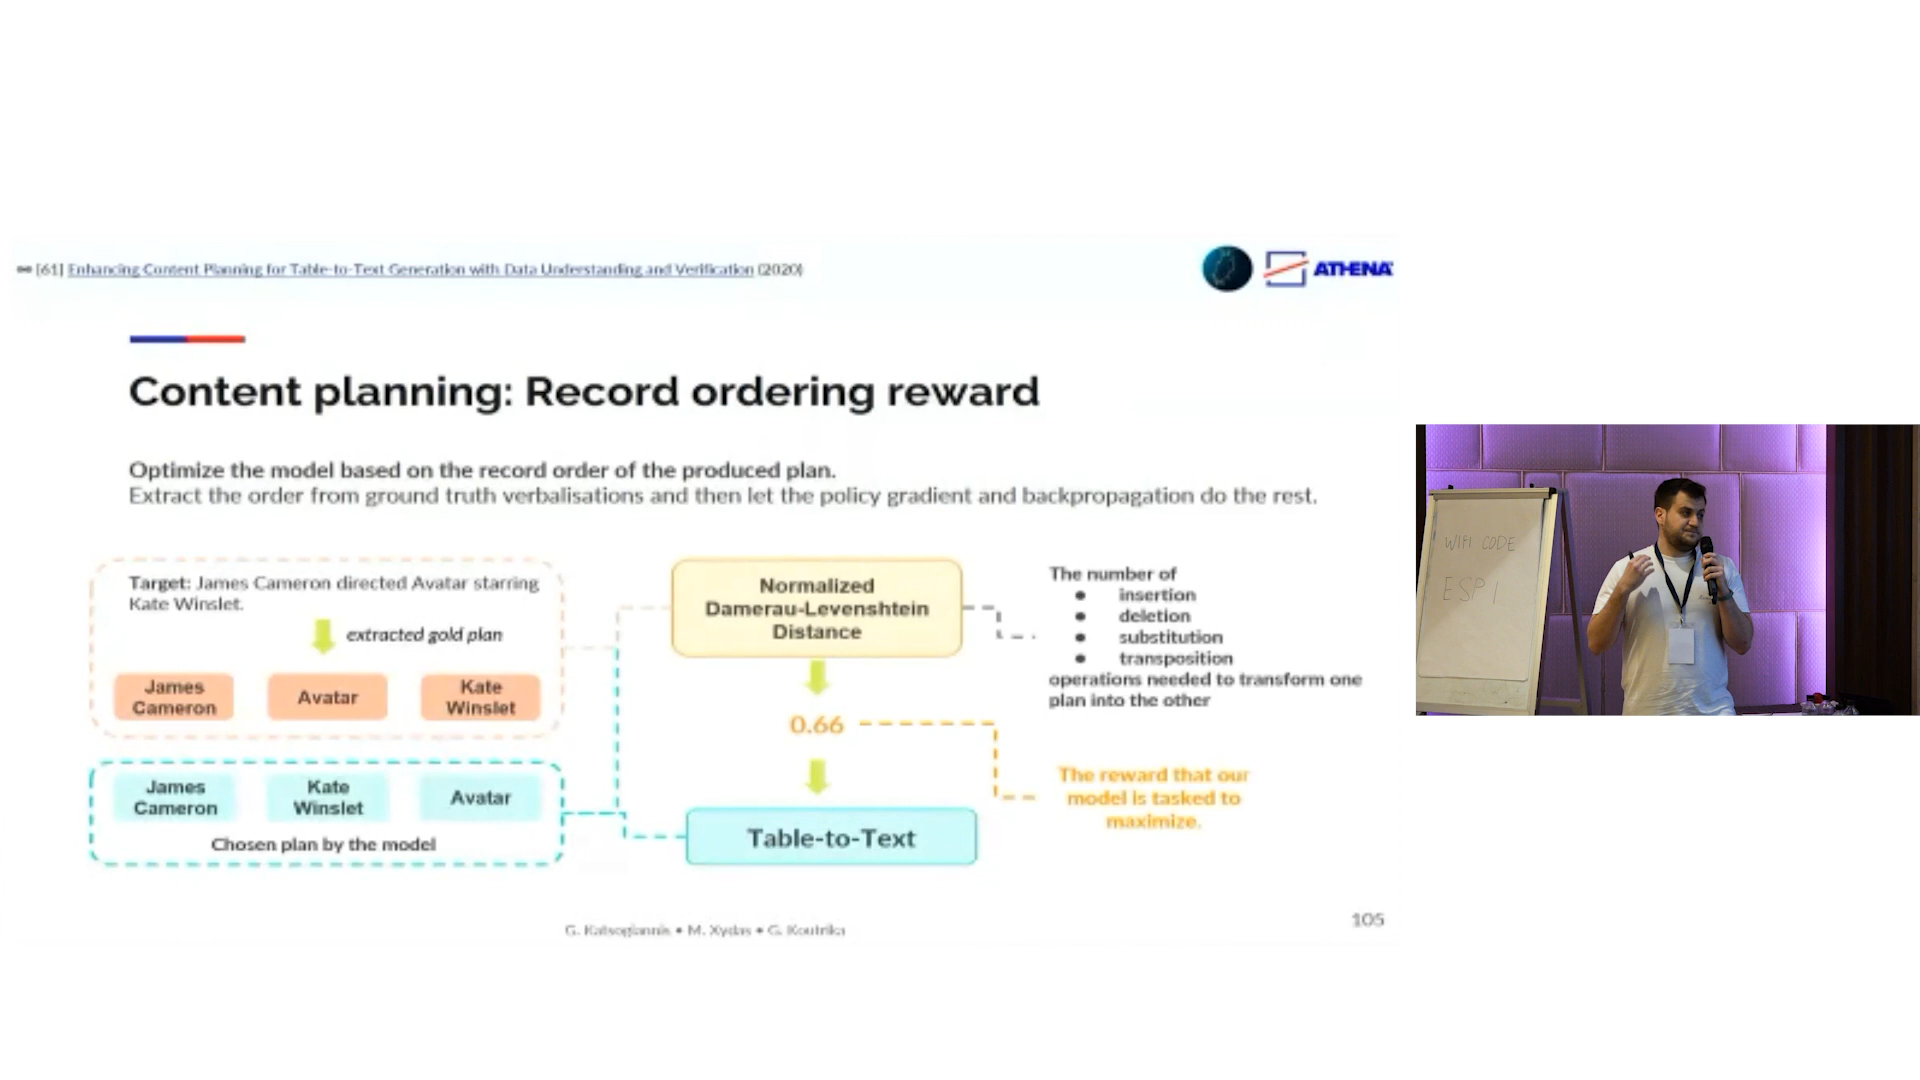 [61] Enhancing Content Planning for Table-to-Text Generation with Data Understanding and Verification (2020)
ATHENA
Content planning: Record ordering reward
Optimize the model based on the record order of the produced plan.
Extract the order from ground truth verbalisations and then let the policy gradient and backpropagation do the rest.
Target: James Cameron directed Avatar starring
Kate Winslet.
extracted gold plan
James
Cameron
Avatar
Kate
Winslet
James
Cameron
Kate
Winslet
Avatar
Chosen plan by the model
Normalized
Damerau-Levenshtein
Distance
0.66
Table-to-Text
The number of
● insertion
● deletion
● substitution
● transposition
operations needed to transform one
plan into the other
The reward that our
model is tasked to
maximize.
G. Katsogiannis • M. Xydas • G. Koutrika
105
WIFI CODE
ESP1